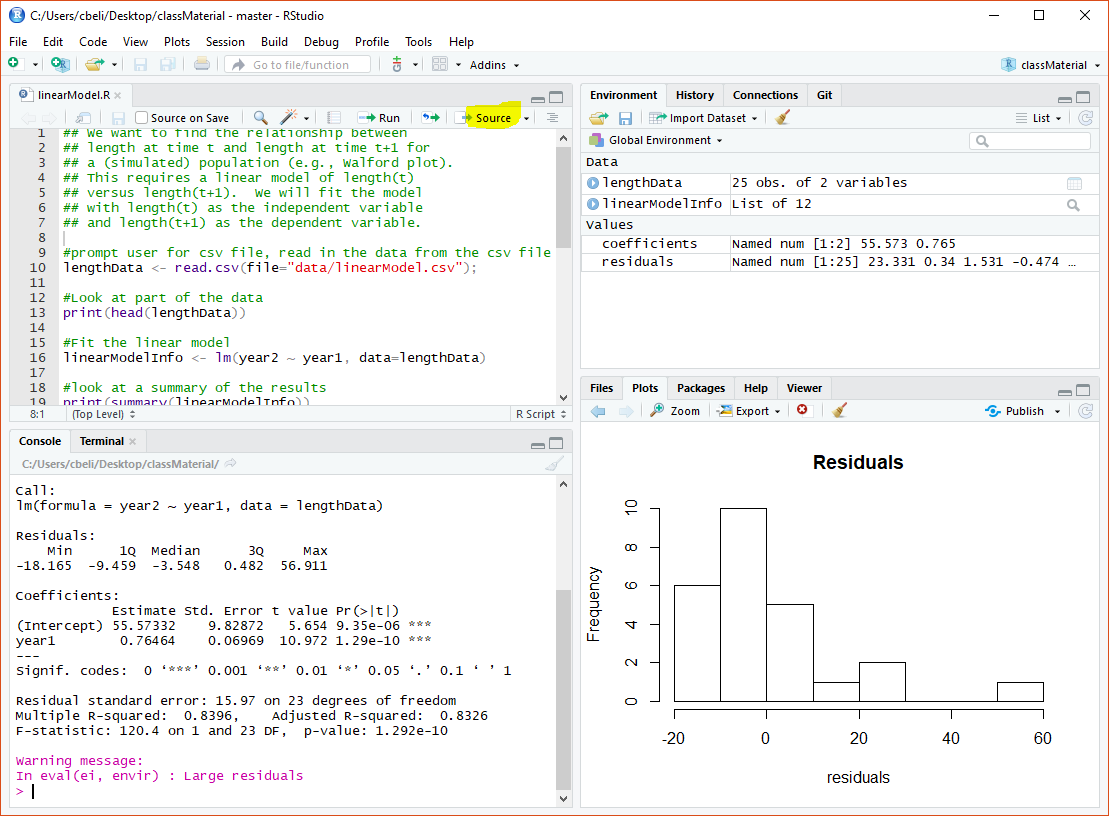 C:/Users/cbeli/Desktop/classMaterial - master - RStudio
File Edit Code View Plots Session Build Debug Profile Tools Help
Go to file/function Addins classMaterial
linearModel.R
Source on Save Run Source
1 ## We want to find the relationship between
2 ## length at time t and length at time t+1 for
3 ## a (simulated) population (e.g., Walford plot).
4 ## This requires a linear model of length(t)
5 ## versus length(t+1).  We will fit the model
6 ## with length(t) as the independent variable
7 ## and length(t+1) as the dependent variable.
8
9 #prompt user for csv file, read in the data from the csv file
10 lengthData <- read.csv(file="data/linearModel.csv");
11
12 #Look at part of the data
13 print(head(lengthData))
14
15 #Fit the linear model
16 linearModelInfo <- lm(year2 ~ year1, data=lengthData)
17
18 #look at a summary of the results
19 print(summary(linearModelInfo))
8:1 (Top Level) R Script
Console Terminal
C:/Users/cbeli/Desktop/classMaterial/
Call:
lm(formula = year2 ~ year1, data = lengthData)
Residuals:
Min 1Q Median 3Q Max
-18.165 -9.459 -3.548 0.482 56.911
Coefficients:
Estimate Std. Error t value Pr(>|t|)
(Intercept) 55.57332 9.82872 5.654 9.35e-06 ***
year1 0.76464 0.06969 10.972 1.29e-10 ***
---
Signif. codes:  0 ‘***’ 0.001 ‘**’ 0.01 ‘*’ 0.05 ‘.’ 0.1 ‘ ’ 1
Residual standard error: 15.97 on 23 degrees of freedom
Multiple R-squared:  0.8396,    Adjusted R-squared:  0.8326
F-statistic: 120.4 on 1 and 23 DF,  p-value: 1.292e-10
Warning message:
In eval(ei, envir) : Large residuals
>
Environment History Connections Git
Import Dataset List
Global Environment
Data
lengthData 25 obs. of 2 variables
linearModelInfo List of 12
Values
coefficients Named num [1:2] 55.573 0.765
residuals Named num [1:25] 23.331 0.34 1.531 -0.474 …
Files Plots Packages Help Viewer
Zoom Export Publish
Residuals
Frequency
10
8
6
4
2
0
-20 0 20 40 60
residuals